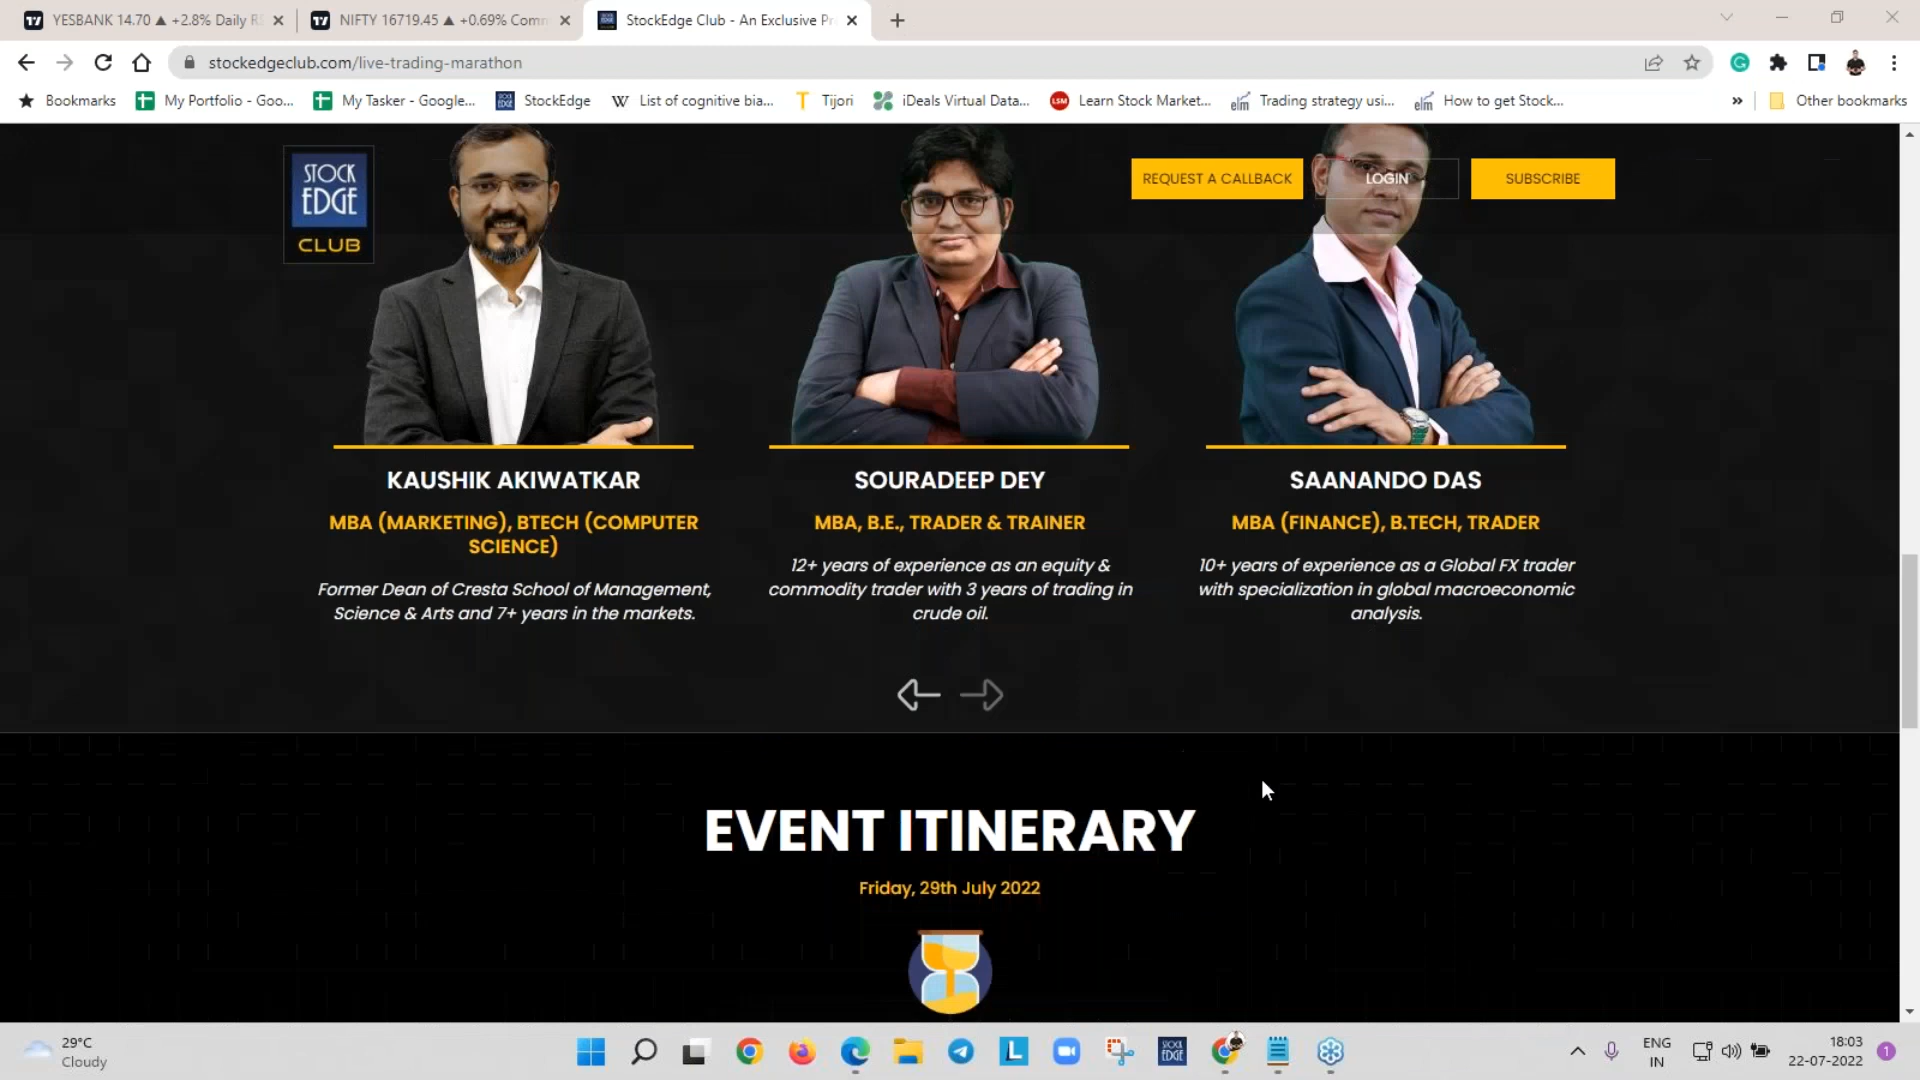 YESBANK 14.70 ▲ +2.8% Daily RS
NIFTY 16719.45 ▲ +0.69% Comm
StockEdge Club - An Exclusive Pr
stockedgeclub.com/live-trading-marathon
Bookmarks
My Portfolio - Goo...
My Tasker - Google...
StockEdge
List of cognitive bia...
Tijori
iDeals Virtual Data...
LSM
Learn Stock Market...
elm
Trading strategy usi...
elm
How to get Stock...
»
Other bookmarks
STOCK
EDGE
CLUB
REQUEST A CALLBACK
LOGIN
SUBSCRIBE
KAUSHIK AKIWATKAR
MBA (MARKETING), BTECH (COMPUTER
SCIENCE)
Former Dean of Cresta School of Management,
Science & Arts and 7+ years in the markets.
SOURADEEP DEY
MBA, B.E., TRADER & TRAINER
12+ years of experience as an equity &
commodity trader with 3 years of trading in
crude oil.
SAANANDO DAS
MBA (FINANCE), B.TECH, TRADER
10+ years of experience as a Global FX trader
with specialization in global macroeconomic
analysis.
EVENT ITINERARY
Friday, 29th July 2022
29°C
Cloudy
STOCK
EDGE
ENG
IN
18:03
22-07-2022
1